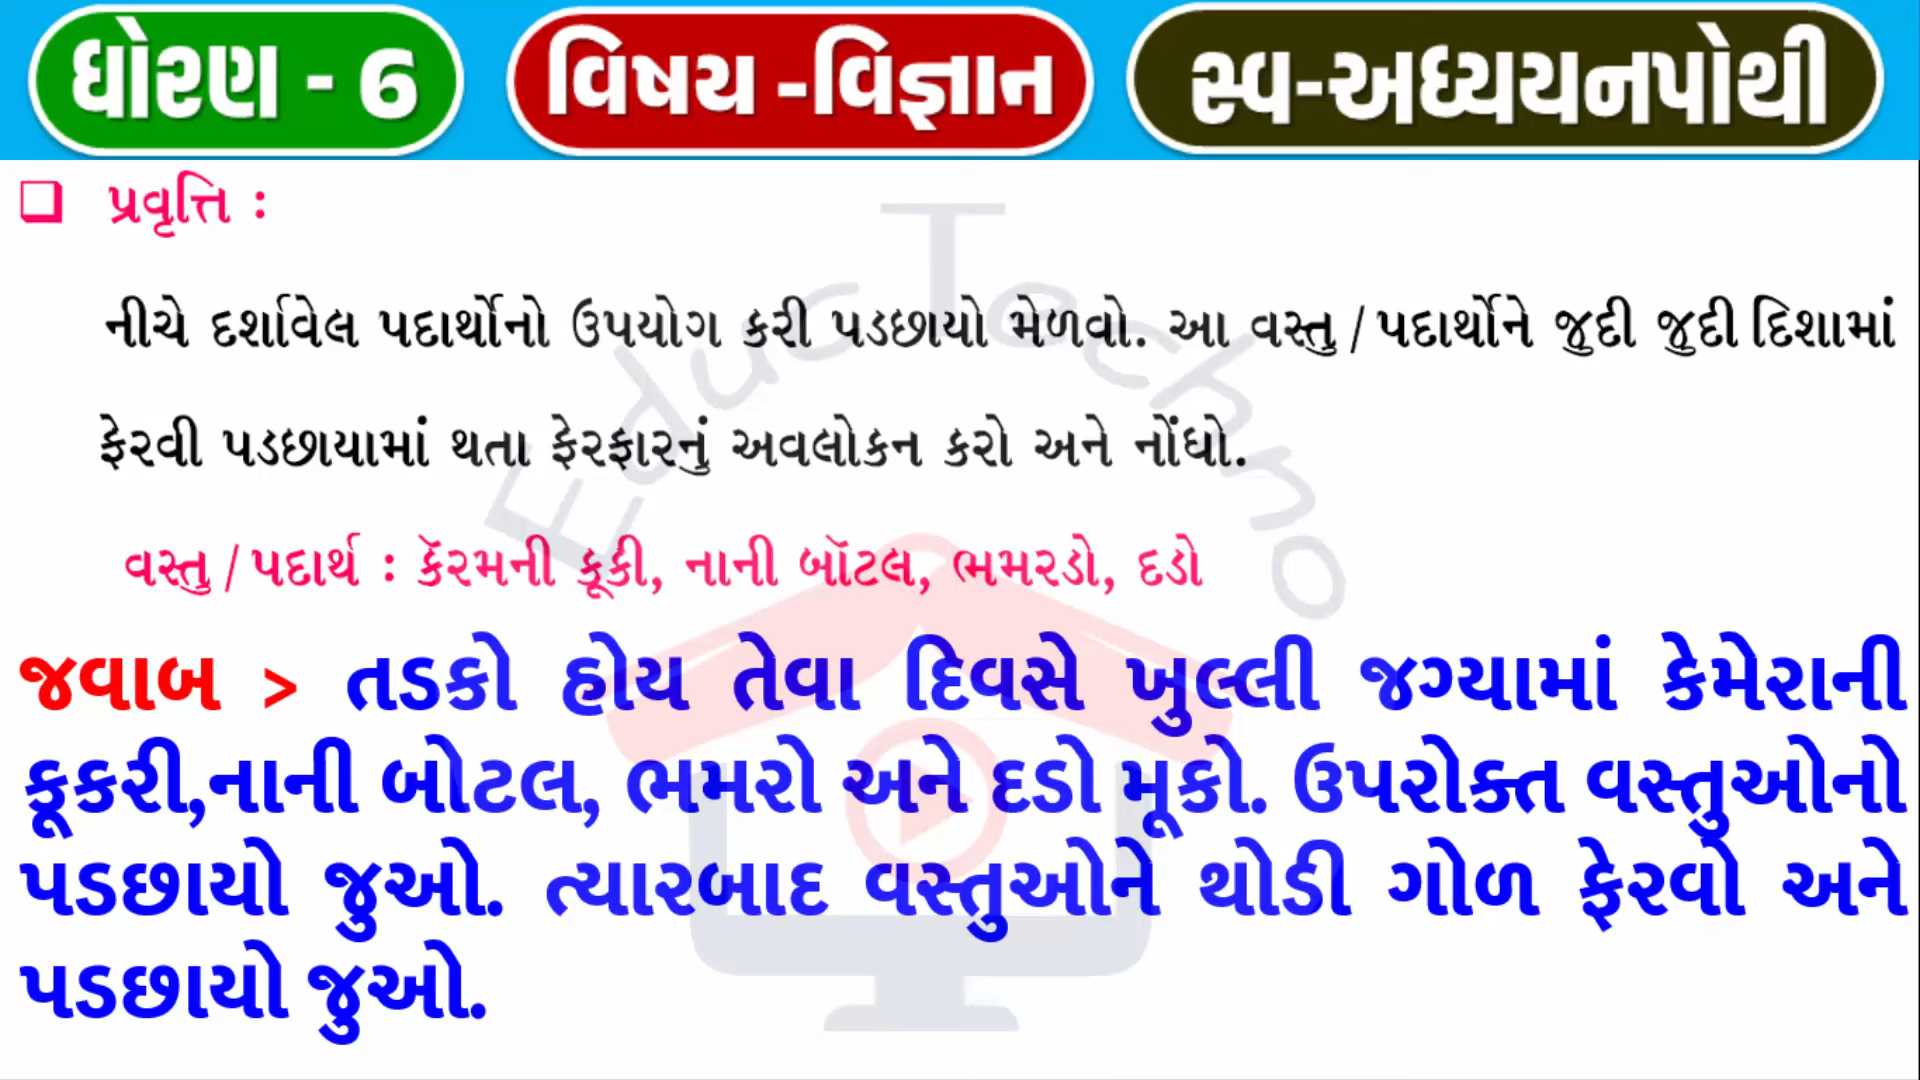 ધોરણ - 6
વિષય -વિજ્ઞાન
સ્વ-અધ્યયનપોથી
❑ પ્રવૃત્તિ :
નીચે દર્શાવેલ પદાર્થોનો ઉપયોગ કરી પડછાયો મેળવો. આ વસ્તુ / પદાર્થોને જુદી જુદી દિશામાં
ફેરવી પડછાયામાં થતા ફેરફારનું અવલોકન કરો અને નોંધો.
વસ્તુ / પદાર્થ : કૅરમની કૂકી, નાની બૉટલ, ભમરડો, દડો
જવાબ > તડકો હોય તેવા દિવસે ખુલ્લી જગ્યામાં કેમેરાની
કૂકરી,નાની બોટલ, ભમરો અને દડો મૂકો. ઉપરોક્ત વસ્તુઓનો
પડછાયો જુઓ. ત્યારબાદ વસ્તુઓને થોડી ગોળ ફેરવો અને
પડછાયો જુઓ.
Educ Techno